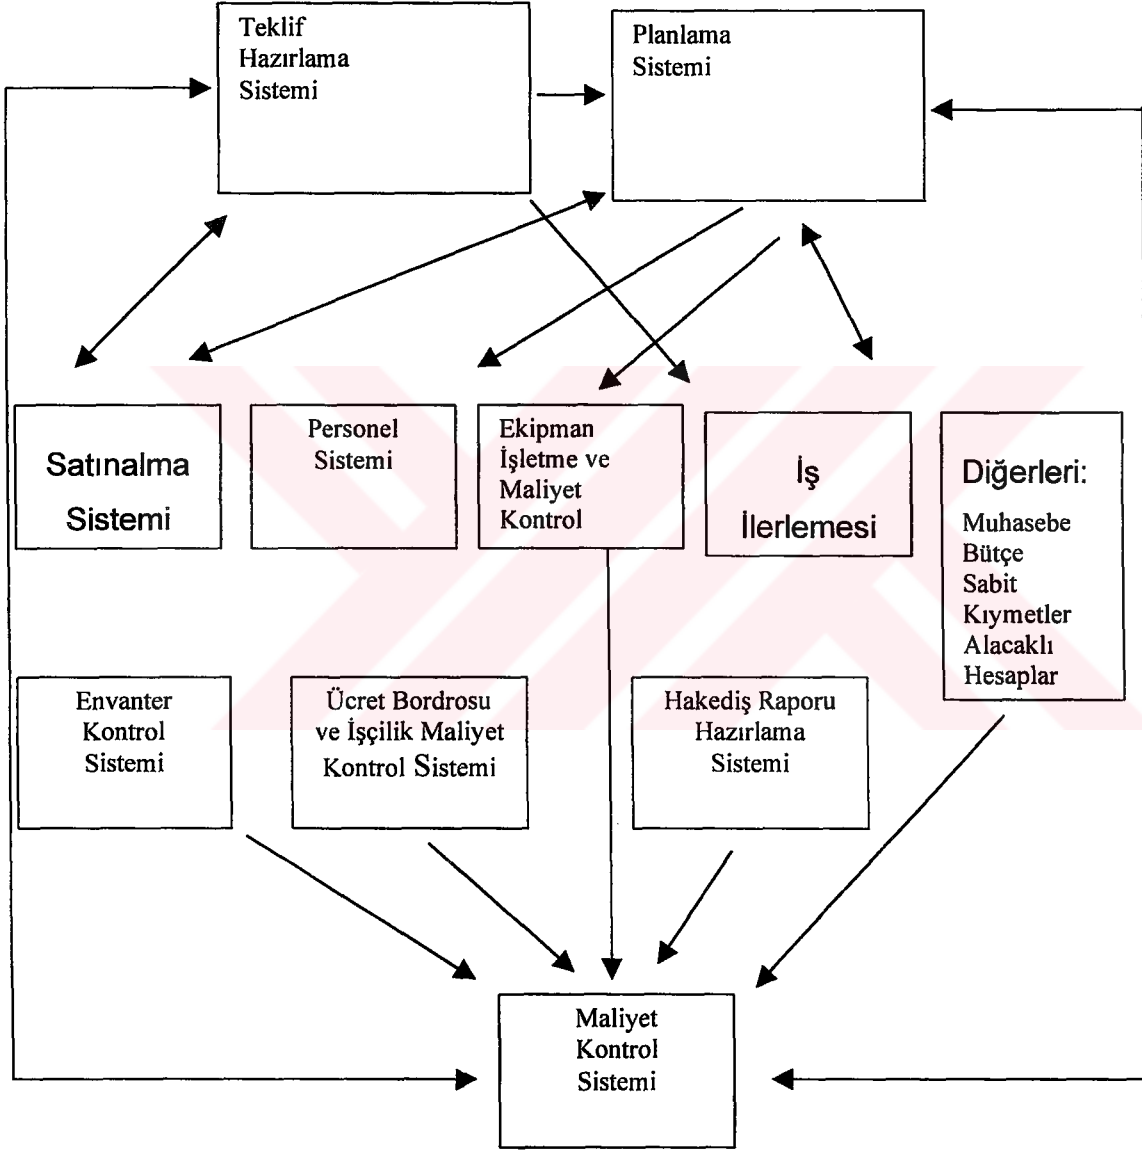 Teklif
Hazırlama
Sistemi
Planlama
Sistemi
Satınalma
Sistemi
Personel
Sistemi
Ekipman
İşletme ve
Maliyet
Kontrol
İş
İlerlemesi
Diğerleri:
Muhasebe
Bütçe
Sabit
Kıymetler
Alacaklı
Hesaplar
Envanter
Kontrol
Sistemi
Ücret Bordrosu
ve İşçilik Maliyet
Kontrol Sistemi
Hakediş Raporu
Hazırlama
Sistemi
Maliyet
Kontrol
Sistemi